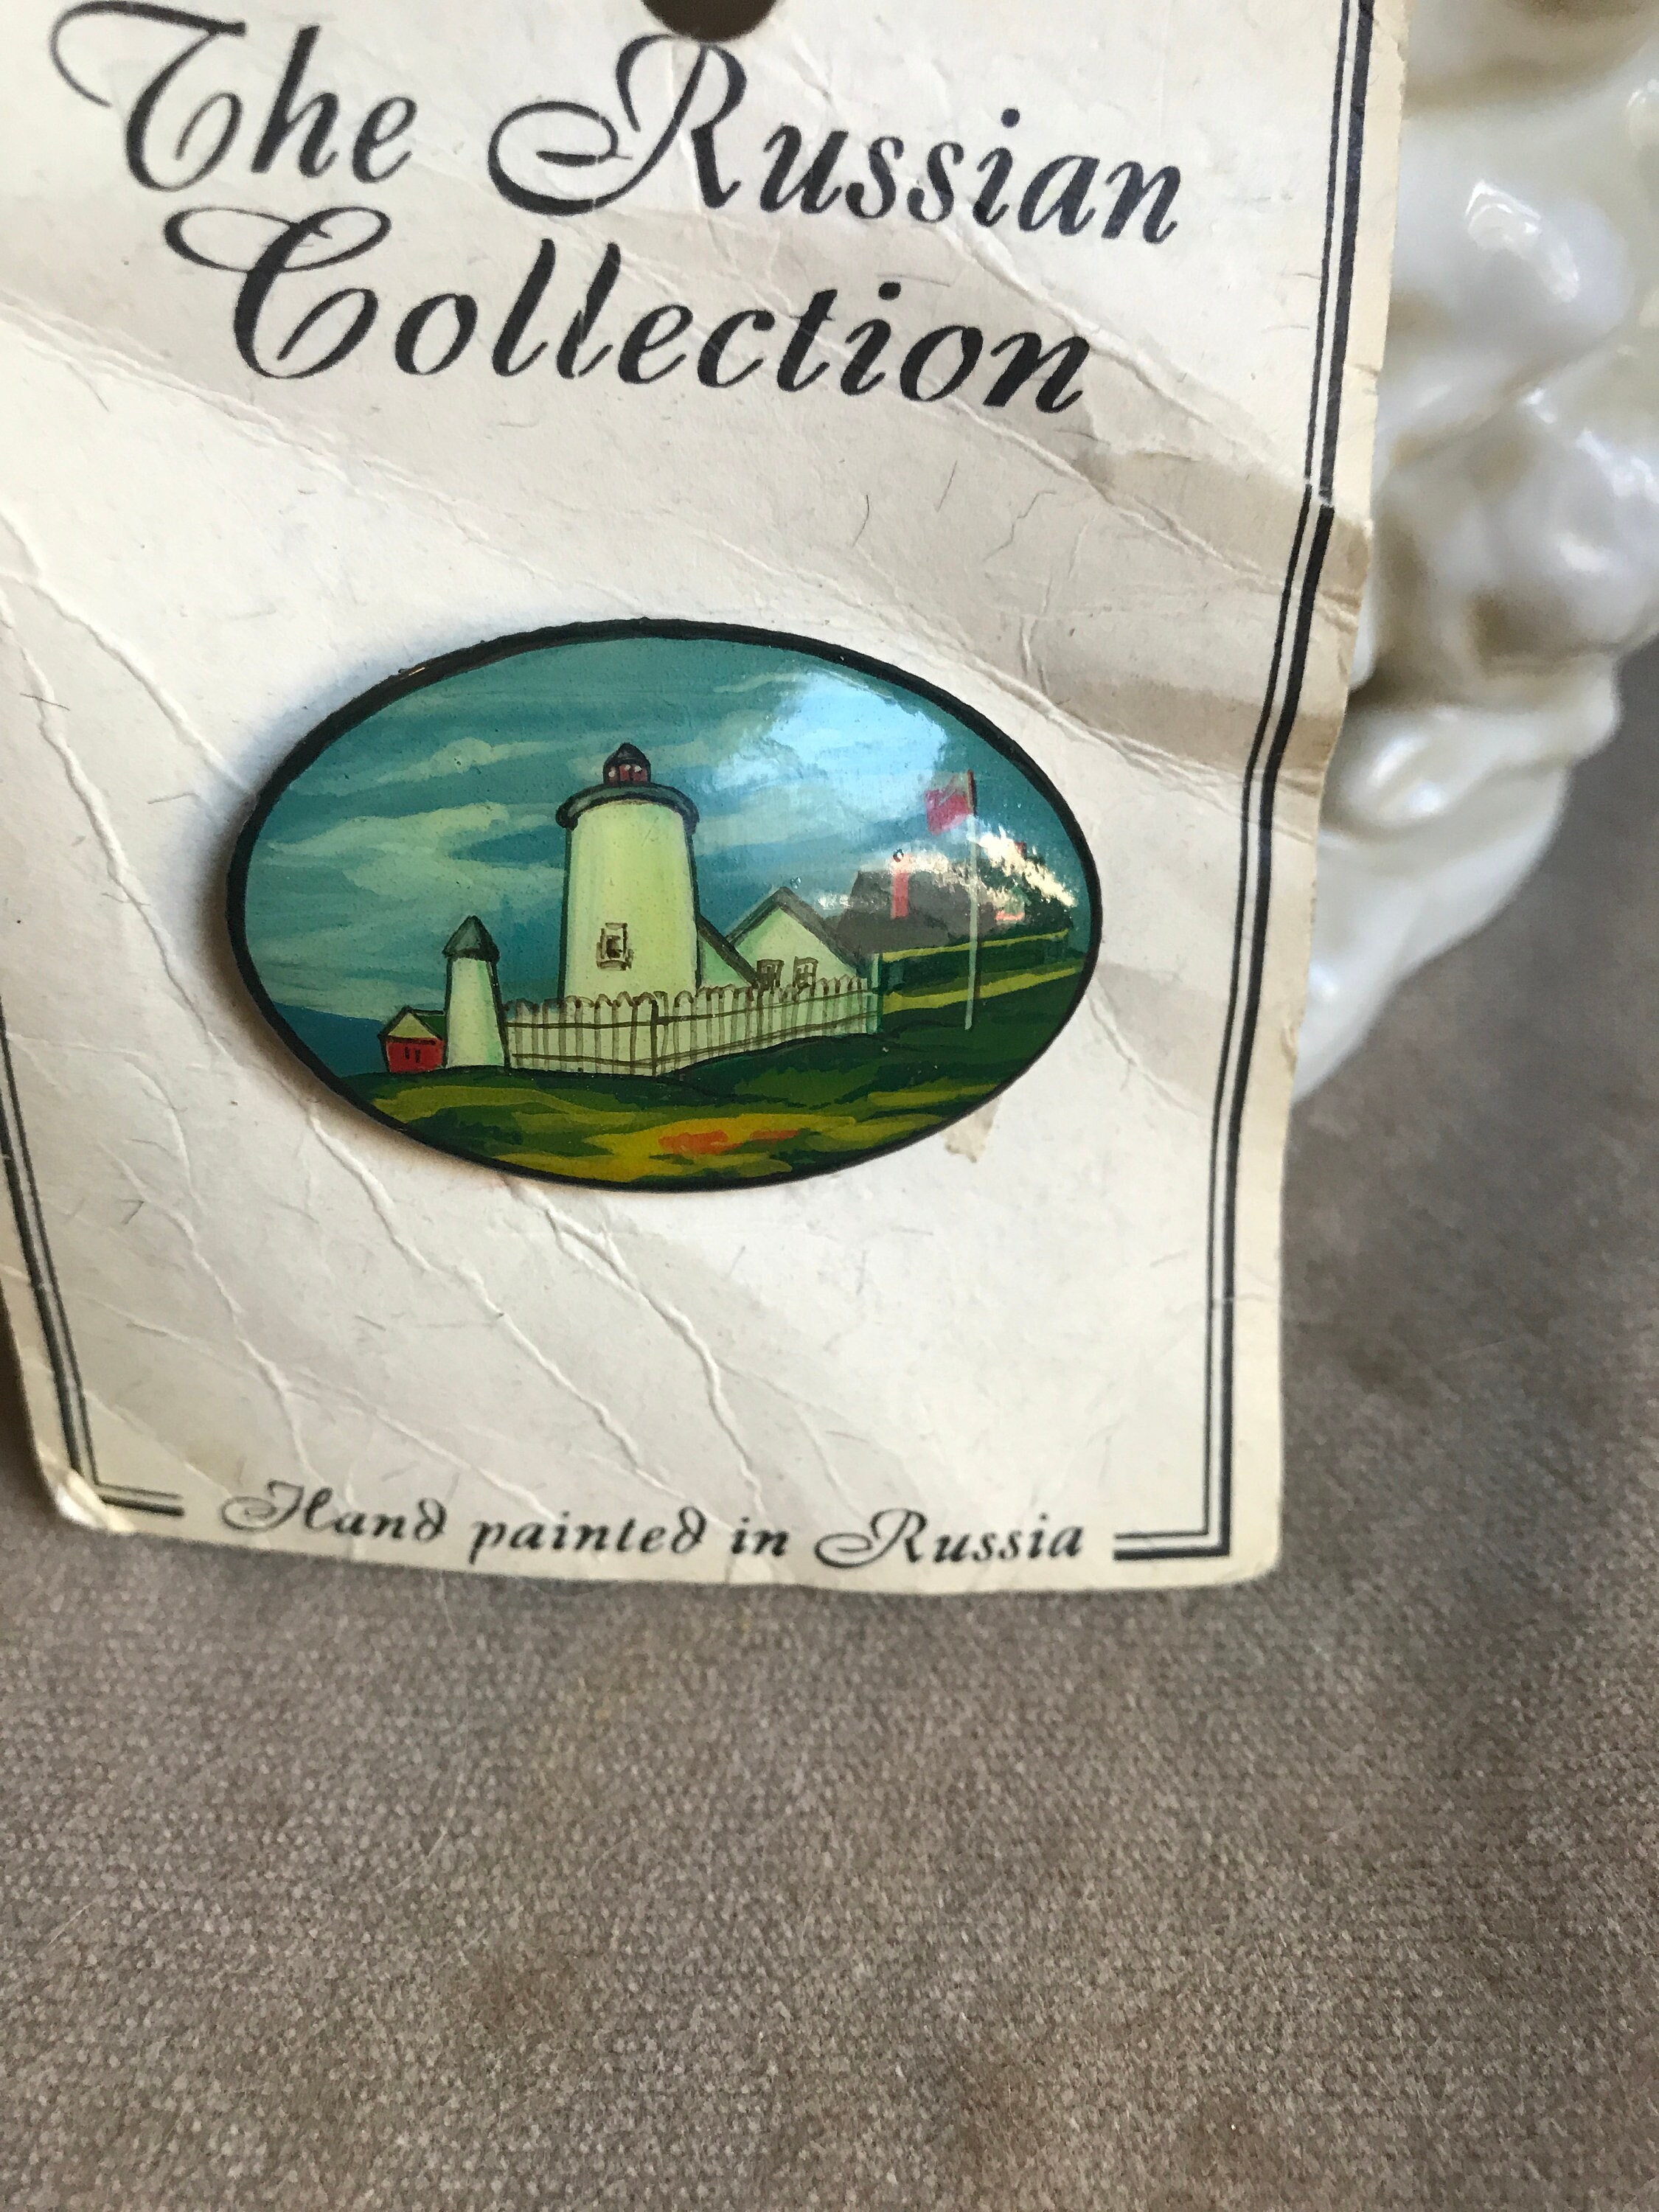 The Russian
Collection
Hand painted in Russia